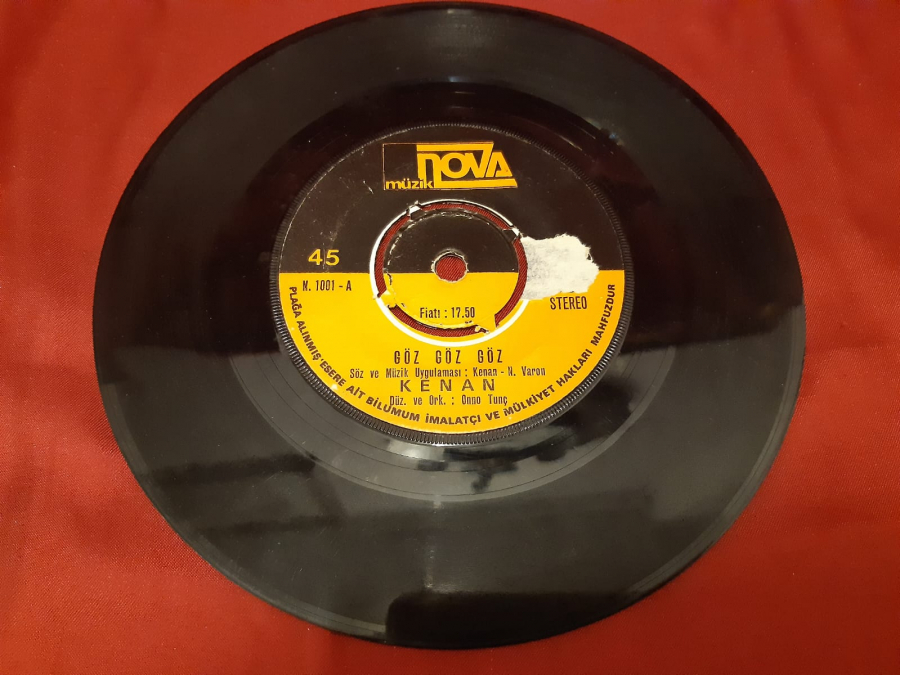 müzik NOVA
45
N. 1001 - A
Fiatı : 17.50
STEREO
GÖZ GÖZ GÖZ
Söz ve Müzik Uygulaması : Kenan - N. Varon
KENAN
Düz. ve Ork. : Onno Tunç
PLAĞA ALINMIŞ ESERE AİT BİLÜMUM İMALATÇI VE MÜLKİYET HAKLARI MAHFUZDUR